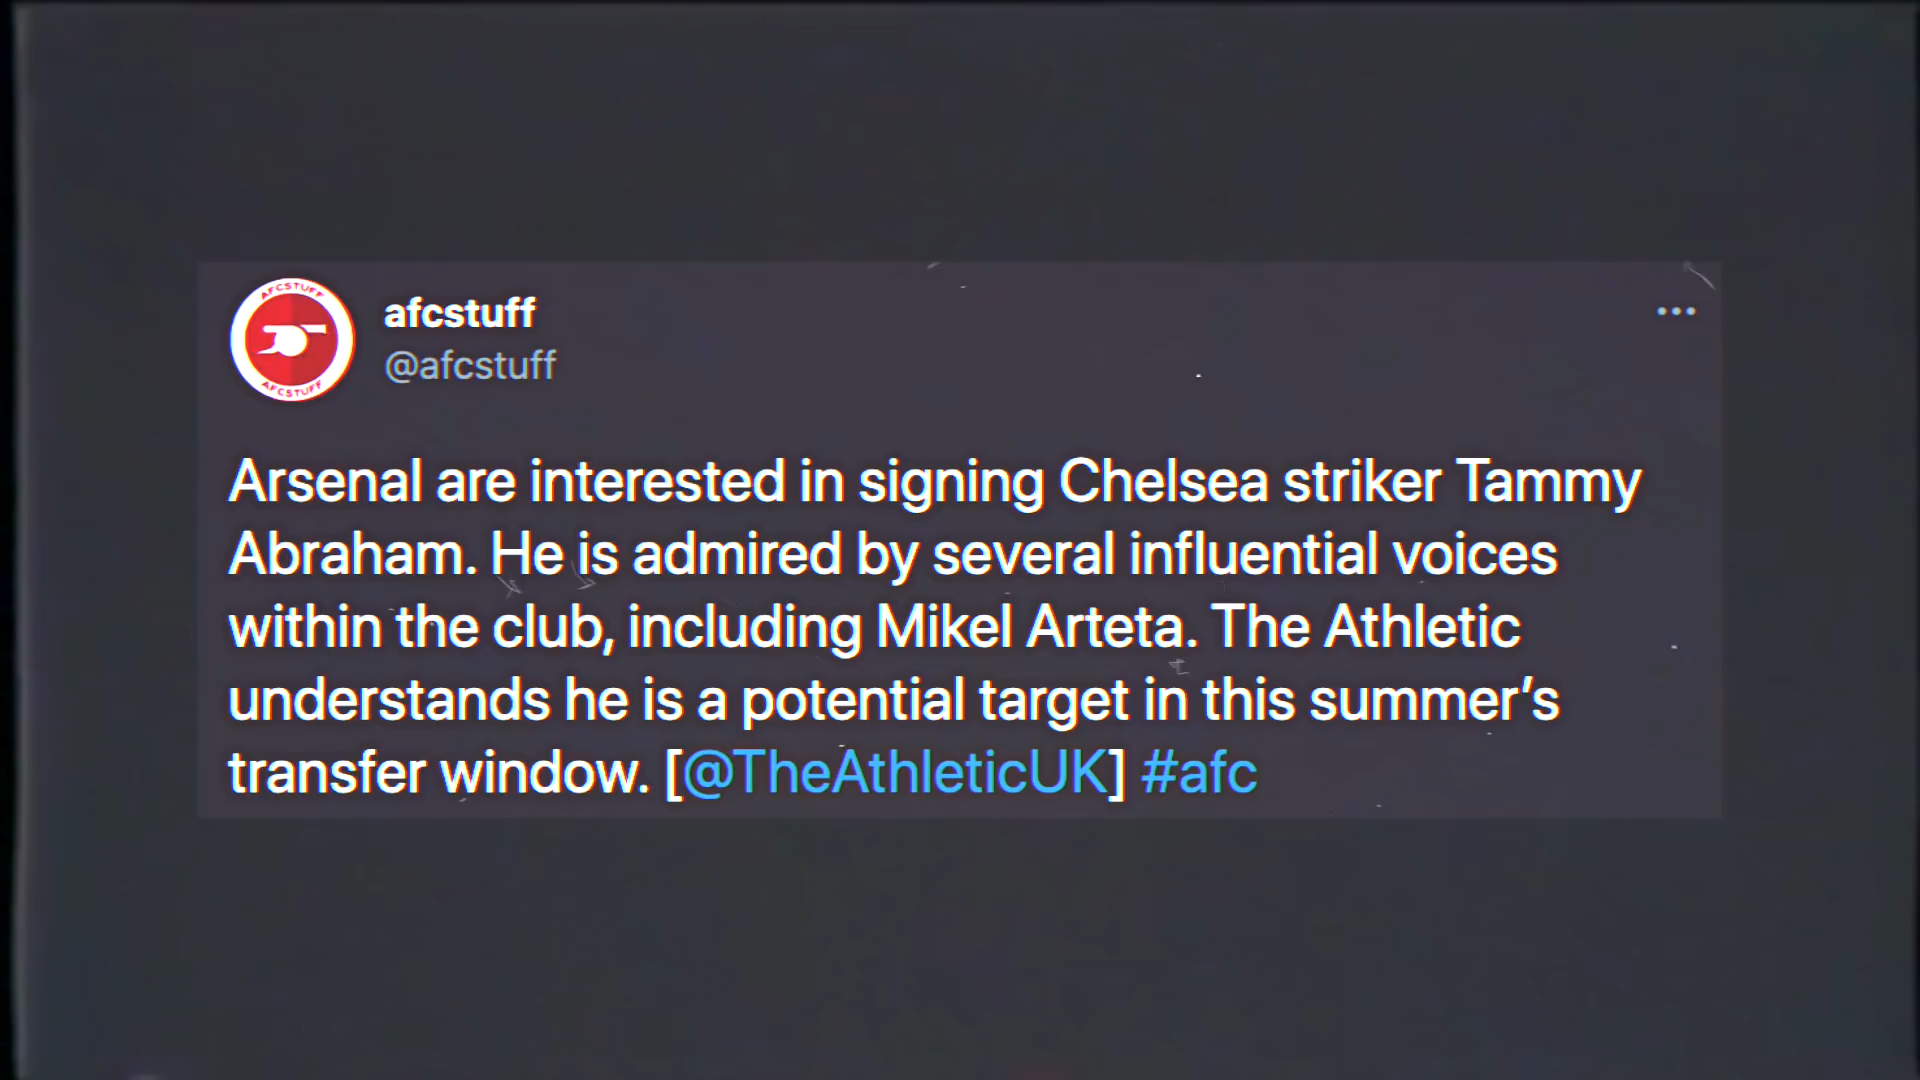 AFCSTUFF
AFCSTUFF
afcstuff
@afcstuff
Arsenal are interested in signing Chelsea striker Tammy
Abraham. He is admired by several influential voices
within the club, including Mikel Arteta. The Athletic
understands he is a potential target in this summer’s
transfer window. [@TheAthleticUK] #afc